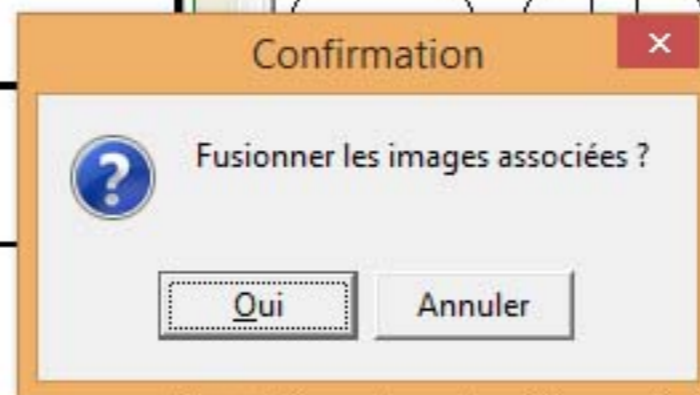 Confirmation
Fusionner les images associées ?
Oui
Annuler